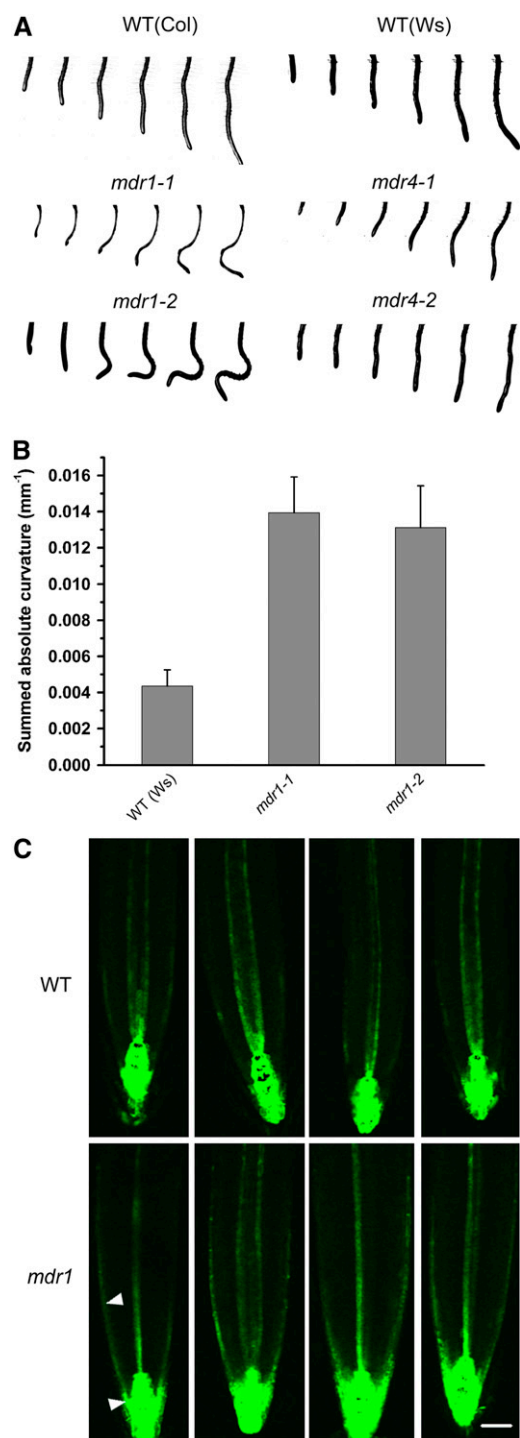 A
WT(Col) WT(Ws)
mdr1-1 mdr4-1
mdr1-2 mdr4-2
B
Summed absolute curvature (mm⁻¹)
0.016
0.014
0.012
0.010
0.008
0.006
0.004
0.002
0.000
WT (Ws) mdr1-1 mdr1-2
C
WT
mdr1